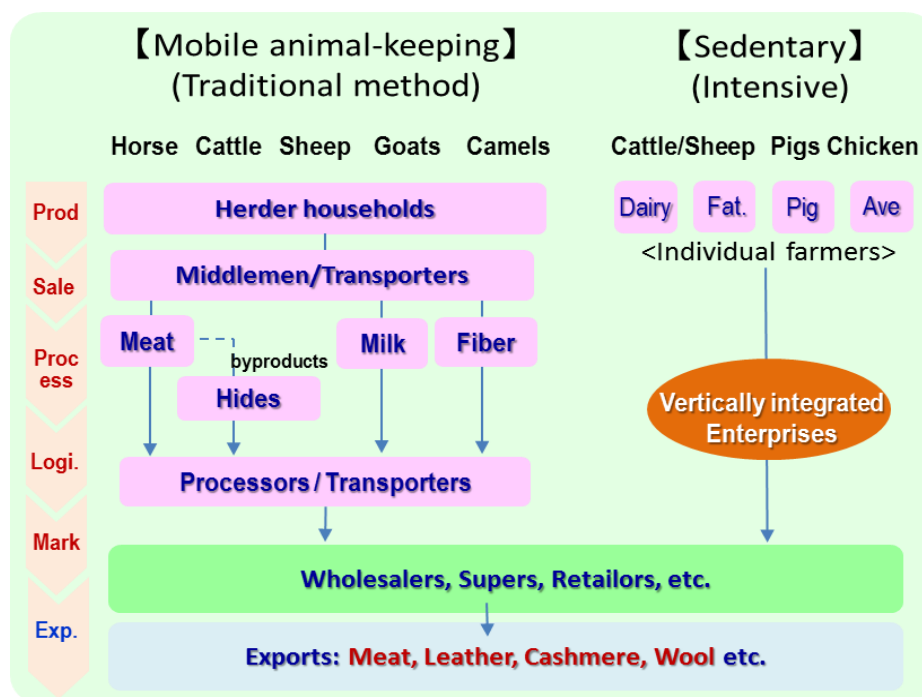 【Mobile animal-keeping】
(Traditional method)
【Sedentary】
(Intensive)
Horse Cattle Sheep Goats Camels
Cattle/Sheep Pigs Chicken
Prod
Herder households
Dairy Fat. Pig Ave
<Individual farmers>
Sale
Middlemen/Transporters
Proc
ess
Meat
byproducts
Milk
Fiber
Hides
Vertically integrated
Enterprises
Logi.
Processors / Transporters
Mark
Wholesalers, Supers, Retailors, etc.
Exp.
Exports: Meat, Leather, Cashmere, Wool etc.